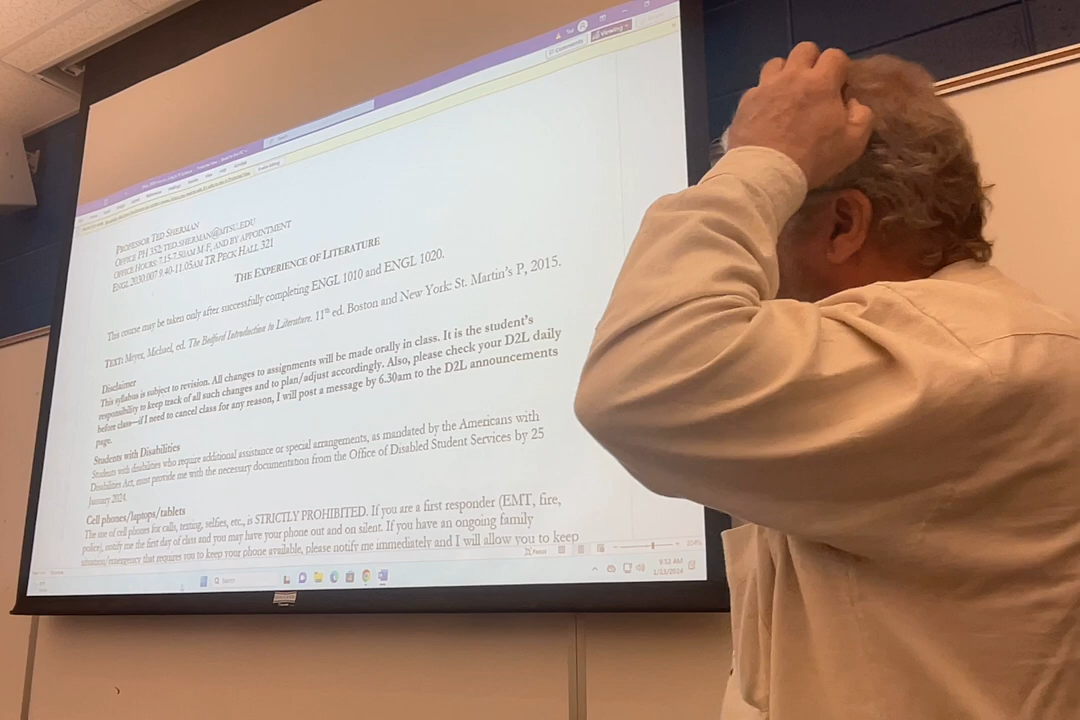 Comments
Viewing
PROFESSOR TED SHERMAN
OFFICE PH 352; TED.SHERMAN@MTSU.EDU
OFFICE HOURS: 7.15-7.50AM M-F, AND BY APPOINTMENT
ENGL 2030.007 9.40-11.05AM TR PECK HALL 321
THE EXPERIENCE OF LITERATURE
This course may be taken only after successfully completing ENGL 1010 and ENGL 1020.
TEXT: Meyer, Michael, ed. The Bedford Introduction to Literature. 11th ed. Boston and New York: St. Martin's P, 2015.
Disclaimer
This syllabus is subject to revision. All changes to assignments will be made orally in class. It is the student's
responsibility to keep track of all such changes and to plan/adjust accordingly. Also, please check your D2L daily
before class—if I need to cancel class for any reason, I will post a message by 6.30am to the D2L announcements
page.
Students with Disabilities
Students with disabilities who require additional assistance or special arrangements, as mandated by the Americans with
Disabilities Act, must provide me with the necessary documentation from the Office of Disabled Student Services by 25
January 2024.
Cell phones/laptops/tablets
The use of cell phones for calls, texting, selfies, etc., is STRICTLY PROHIBITED. If you are a first responder (EMT, fire,
police), notify me the first day of class and you may have your phone out and on silent. If you have an ongoing family
situation/emergency that requires you to keep your phone available, please notify me immediately and I will allow you to keep
Focus
Search
9:52 AM
1/23/2024